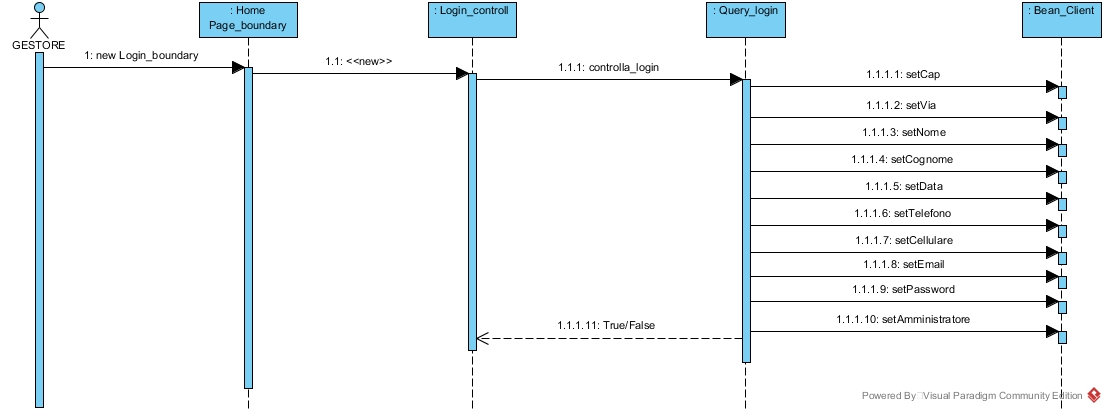 GESTORE
: Home
Page_boundary
: Login_controll
: Query_login
: Bean_Client
1: new Login_boundary
1.1: <<new>>
1.1.1: controlla_login
1.1.1.1: setCap
1.1.1.2: setVia
1.1.1.3: setNome
1.1.1.4: setCognome
1.1.1.5: setData
1.1.1.6: setTelefono
1.1.1.7: setCellulare
1.1.1.8: setEmail
1.1.1.9: setPassword
1.1.1.10: setAmministratore
1.1.1.11: True/False
Powered By Visual Paradigm Community Edition